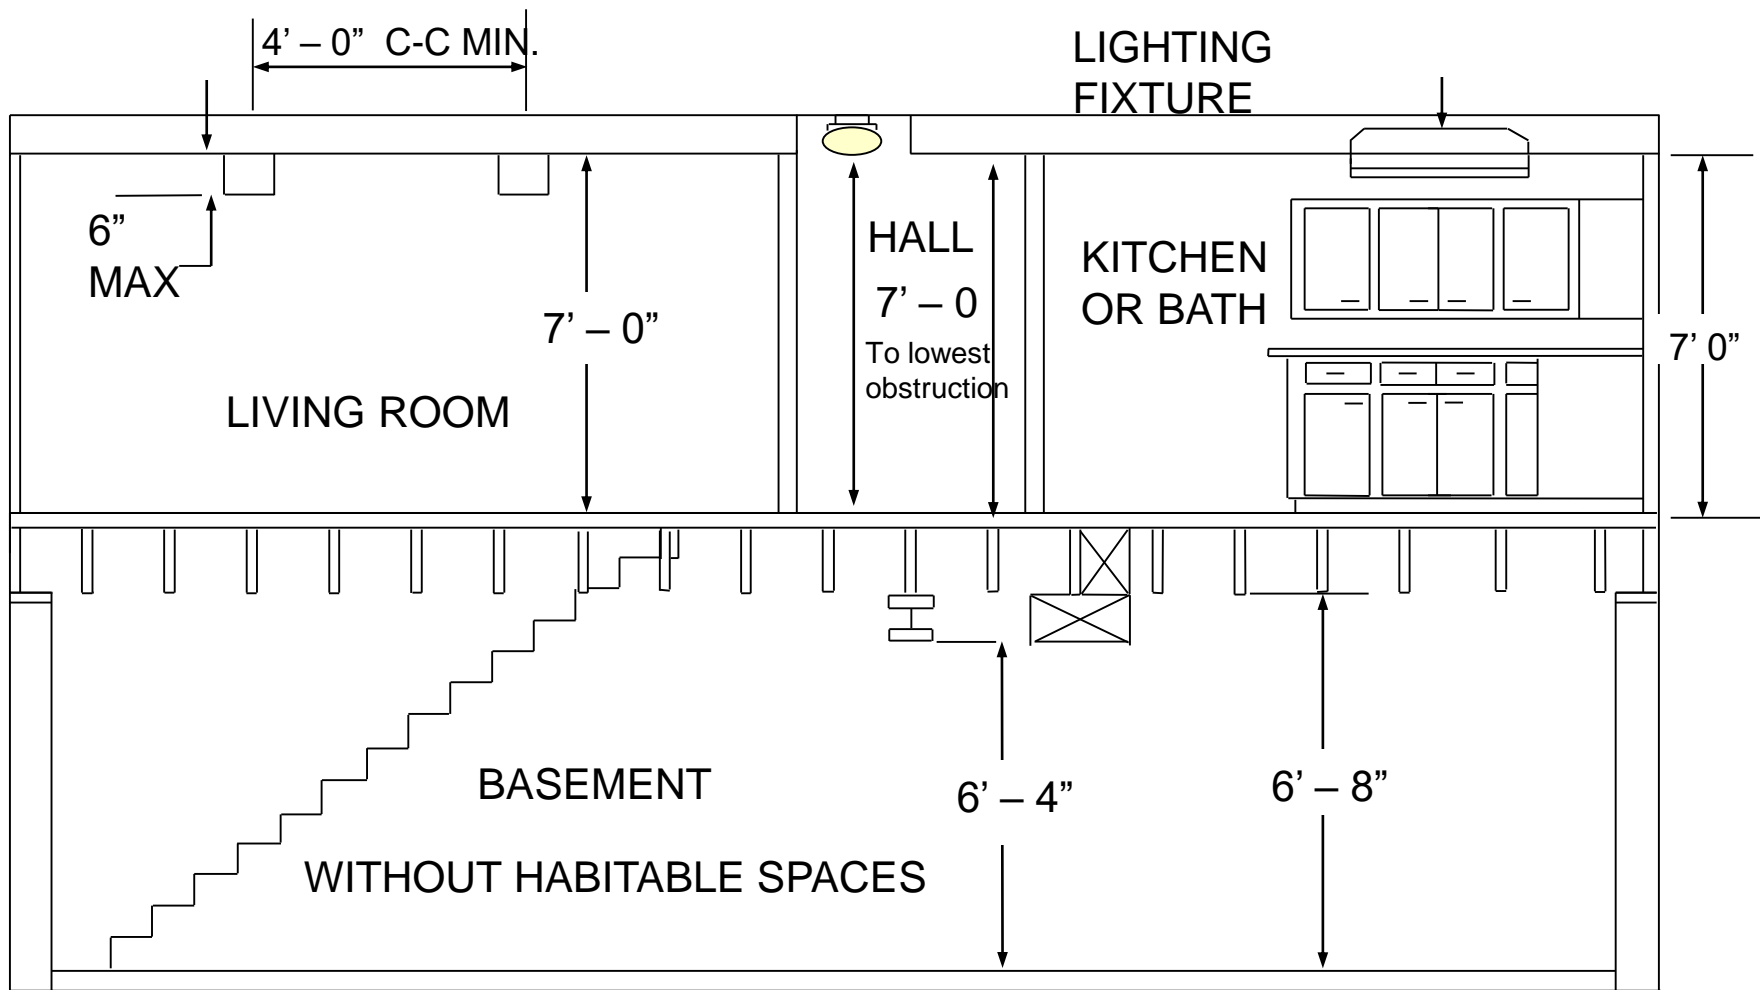 4’ – 0” C-C MIN.
LIGHTING
FIXTURE
6”
MAX
7’ – 0”
LIVING ROOM
HALL
7’ – 0
To lowest
obstruction
KITCHEN
OR BATH
7’ 0”
BASEMENT
WITHOUT HABITABLE SPACES
6’ – 4”
6’ – 8”